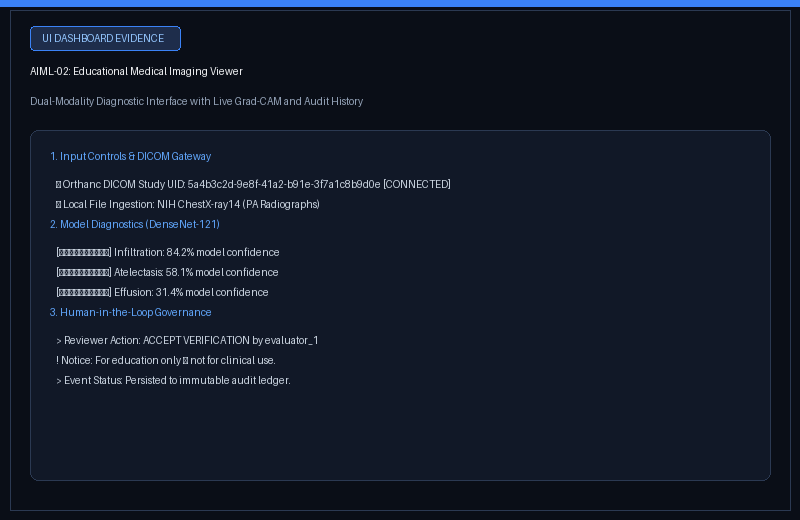 UI DASHBOARD EVIDENCE
AIML-02: Educational Medical Imaging Viewer
Dual-Modality Diagnostic Interface with Live Grad-CAM and Audit History
1. Input Controls & DICOM Gateway
Orthanc DICOM Study UID: 5a4b3c2d-9e8f-41a2-b91e-3f7a1c8b9d0e [CONNECTED]
Local File Ingestion: NIH ChestX-ray14 (PA Radiographs)
2. Model Diagnostics (DenseNet-121)
[▯▯▯▯▯▯▯▯▯▯] Infiltration: 84.2% model confidence
[▯▯▯▯▯▯▯▯▯▯] Atelectasis: 58.1% model confidence
[▯▯▯▯▯▯▯▯▯▯] Effusion: 31.4% model confidence
3. Human-in-the-Loop Governance
> Reviewer Action: ACCEPT VERIFICATION by evaluator_1
! Notice: For education only ▯ not for clinical use.
> Event Status: Persisted to immutable audit ledger.